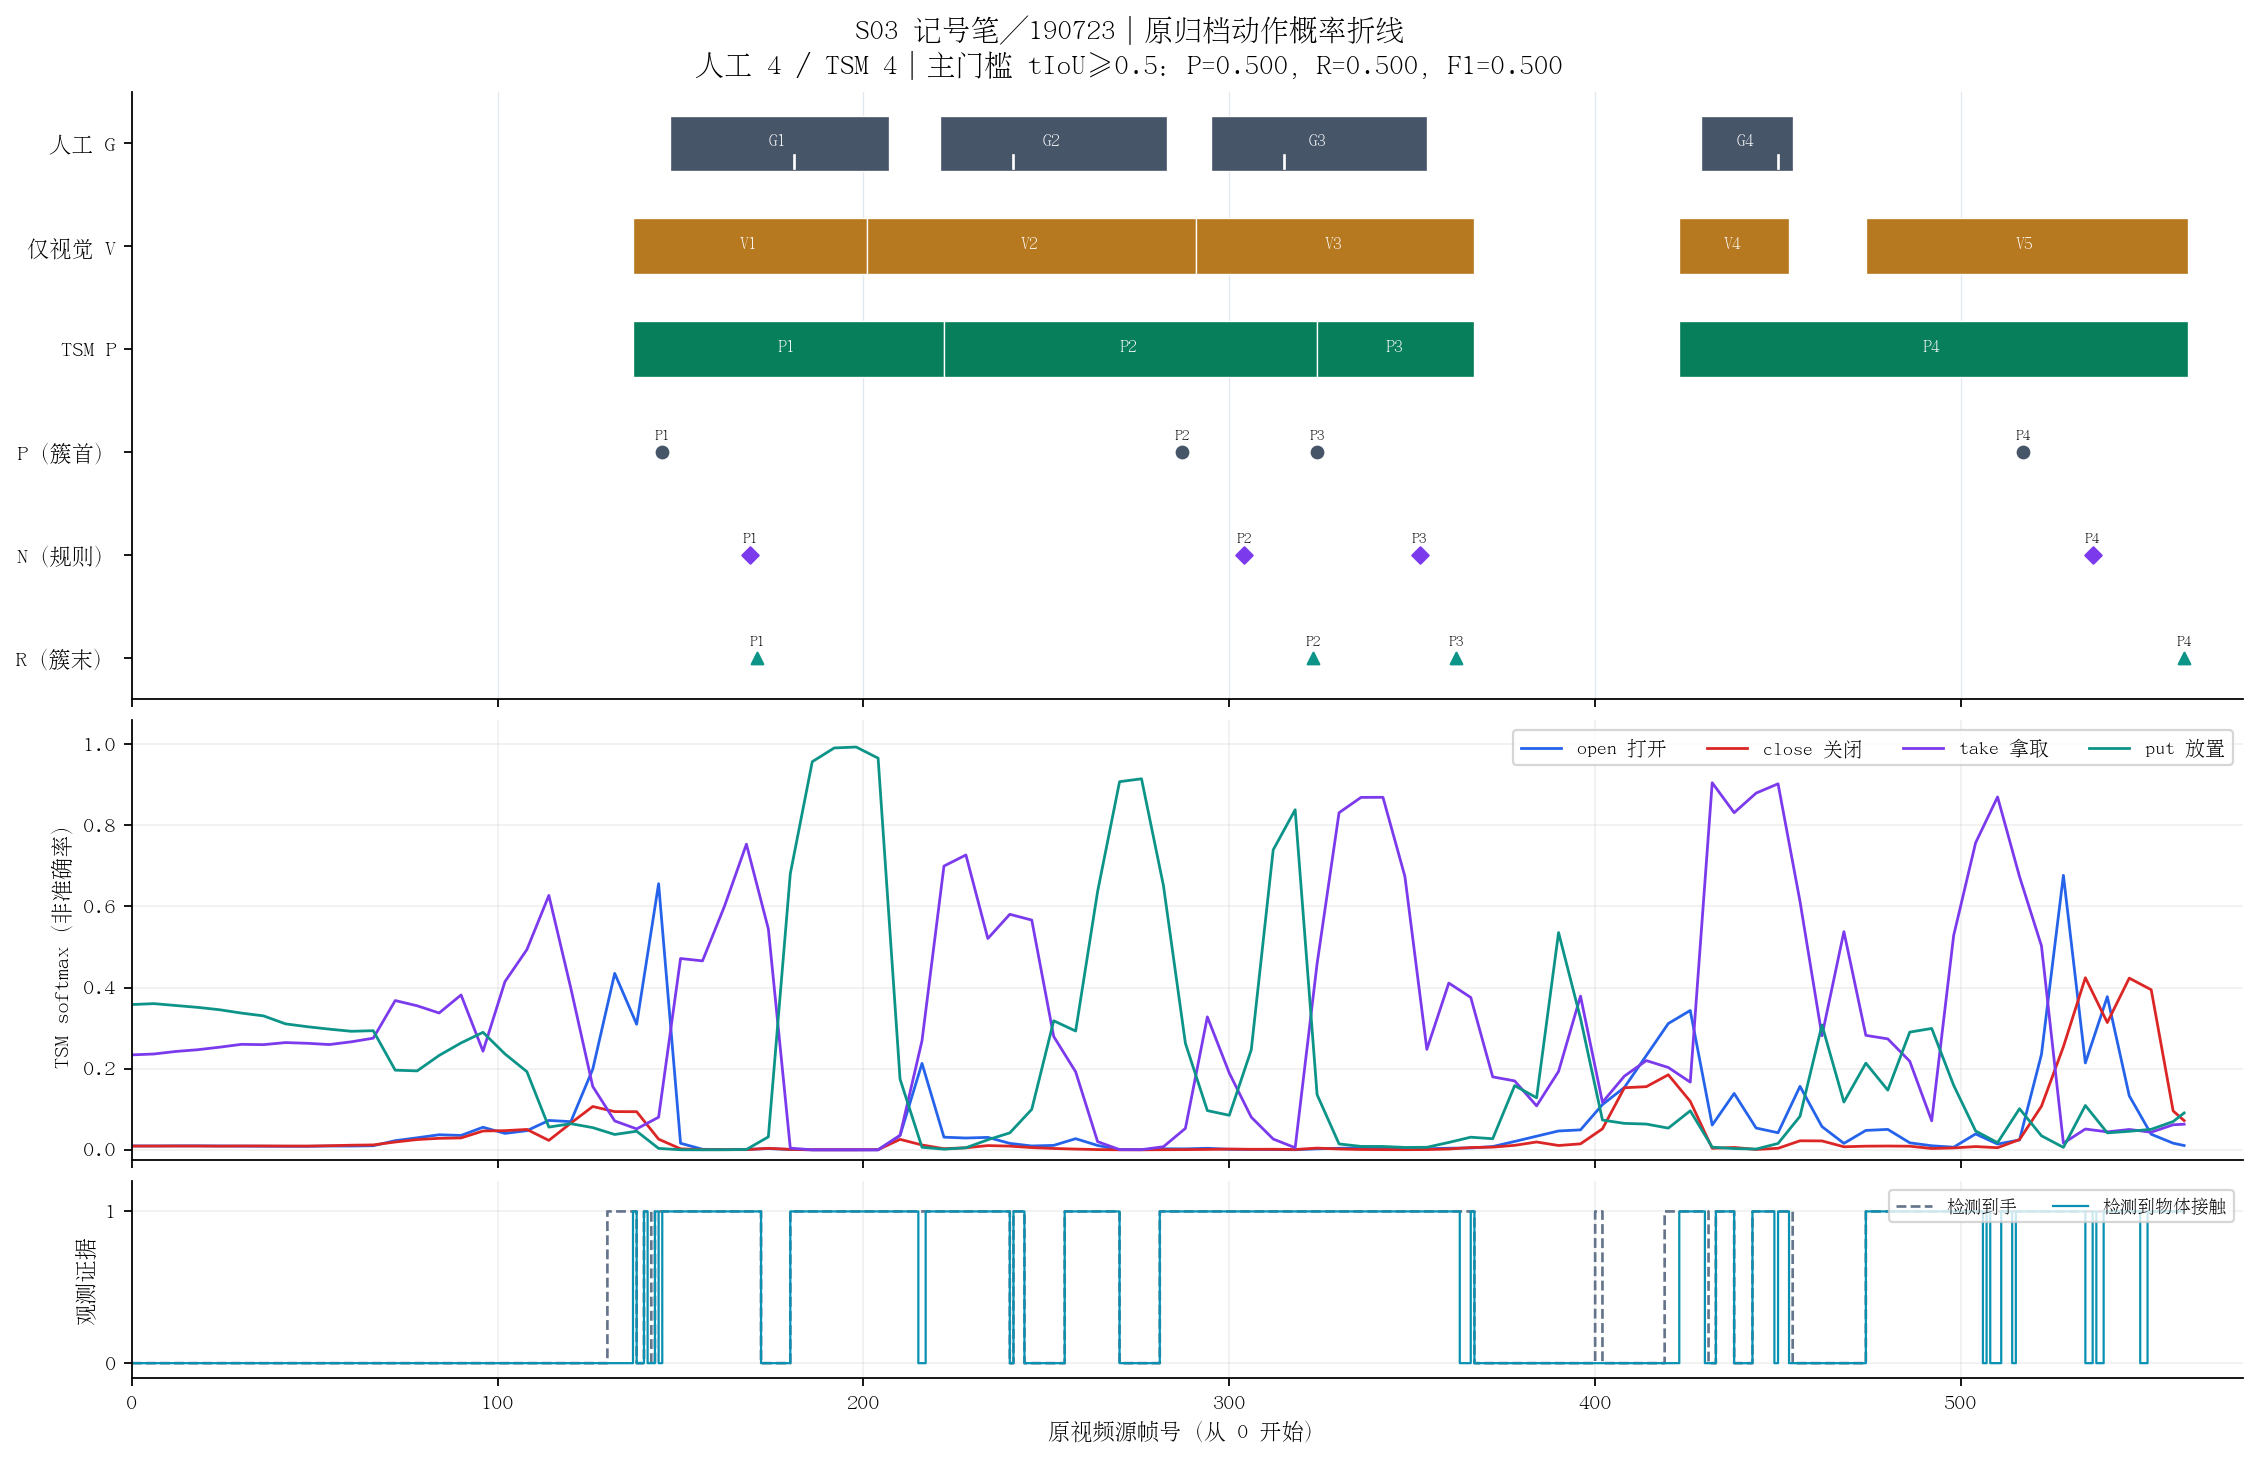 S03 记号笔／190723｜原归档动作概率折线
人工 4 / TSM 4｜主门槛 tIoU≥0.5: P=0.500, R=0.500, F1=0.500
人工 G
G1 G2 G3 G4
仅视觉 V
V1 V2 V3 V4 V5
TSM P
P1 P2 P3 P4
P (簇首)
P1 P2 P3 P4
N (规则)
P1 P2 P3 P4
R (簇末)
P1 P2 P3 P4
TSM softmax (非准确率)
1.0
0.8
0.6
0.4
0.2
0.0
open 打开 close 关闭 take 拿取 put 放置
观测证据
1
0
检测到手 检测到物体接触
0 100 200 300 400 500
原视频源帧号 (从 0 开始)